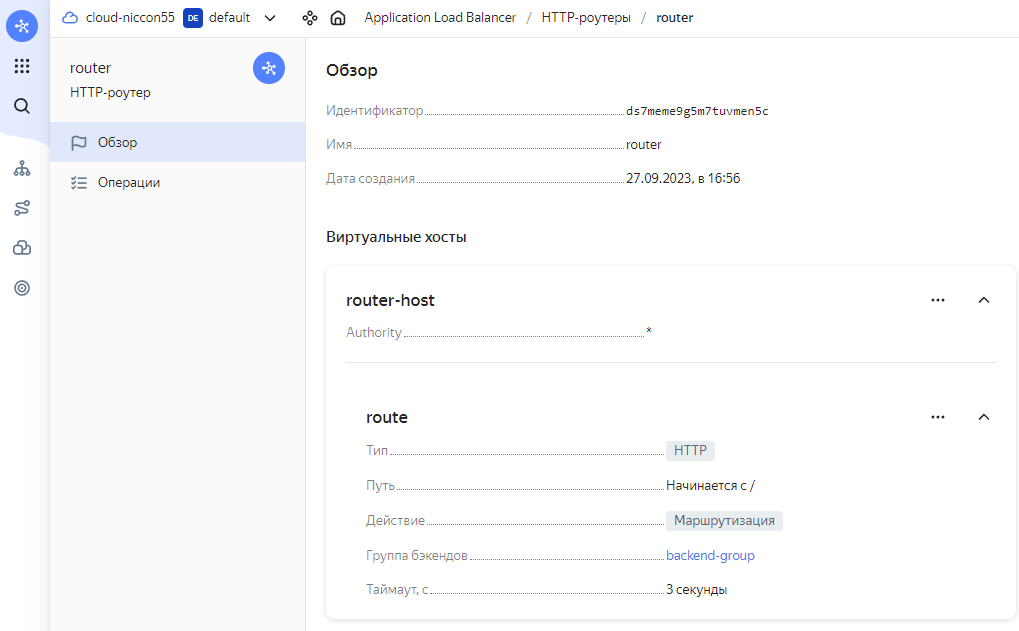 cloud-niccon55 DE default Application Load Balancer / HTTP-роутеры / router
router
HTTP-роутер
Обзор
Операции
Обзор
Идентификатор ds7meme9g5m7tuvmen5c
Имя router
Дата создания 27.09.2023, в 16:56
Виртуальные хосты
router-host
Authority *
route
Тип HTTP
Путь Начинается с /
Действие Маршрутизация
Группа бэкендов backend-group
Таймаут, с 3 секунды